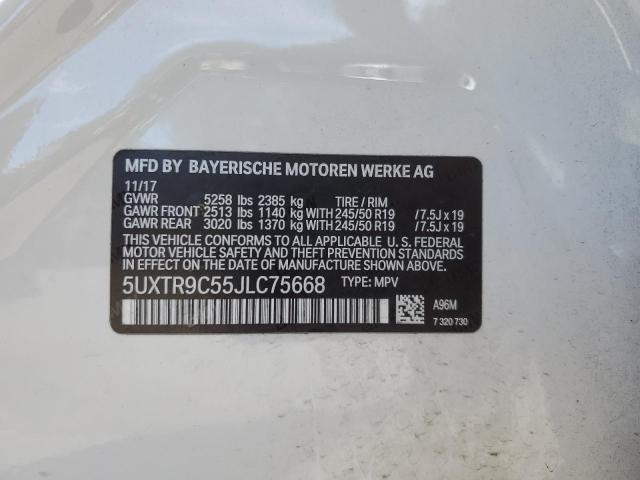 MFD BY BAYERISCHE MOTOREN WERKE AG
11/17
GVWR 5258 lbs 2385 kg TIRE / RIM
GAWR FRONT 2513 lbs 1140 kg WITH 245/50 R19 /7.5J x 19
GAWR REAR 3020 lbs 1370 kg WITH 245/50 R19 /7.5J x 19
THIS VEHICLE CONFORMS TO ALL APPLICABLE U. S. FEDERAL
MOTOR VEHICLE SAFETY AND THEFT PREVENTION
STANDARDS IN EFFECT ON THE DATE OF MANUFACTURE SHOWN ABOVE.
5UXTR9C55JLC75668 TYPE: MPV
A96M
7 320 730